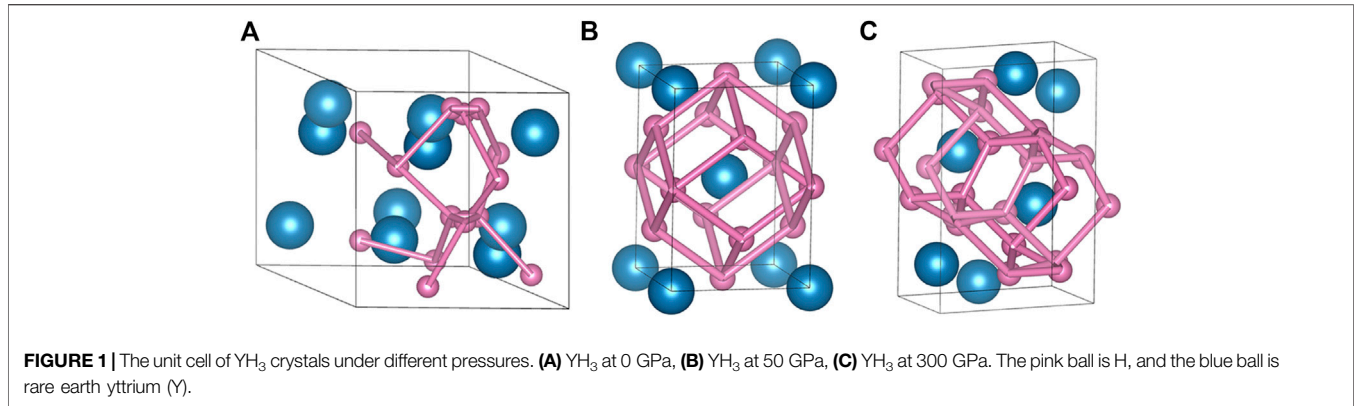 A
B
C
FIGURE 1 | The unit cell of YH₃ crystals under different pressures. (A) YH₃ at 0 GPa, (B) YH₃ at 50 GPa, (C) YH₃ at 300 GPa. The pink ball is H, and the blue ball is
rare earth yttrium (Y).